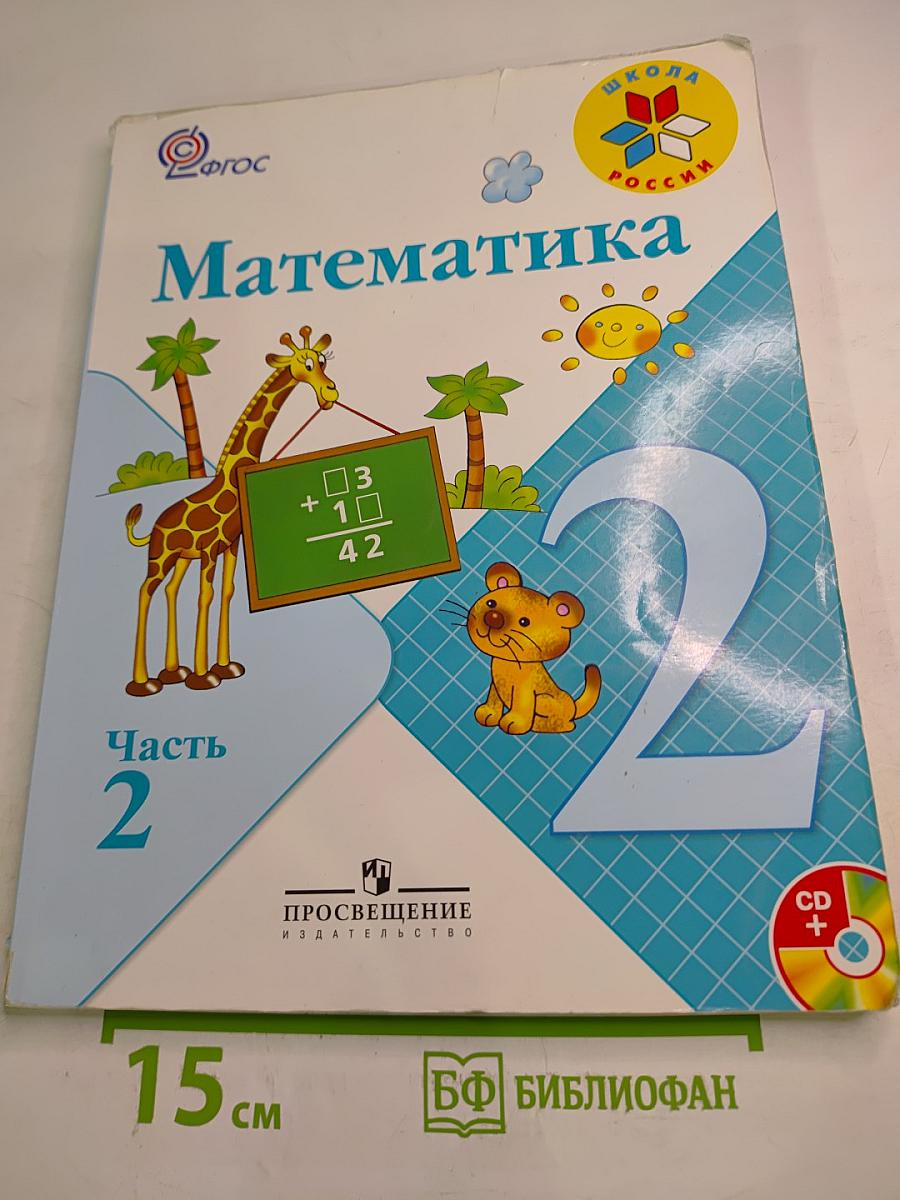 ШКОЛА
РОССИИ
ФГОС
Математика
□3
+
1□
42
2
Часть
2
ПРОСВЕЩЕНИЕ
ИЗДАТЕЛЬСТВО
CD
+
15 см
БФ БИБЛИОФАН